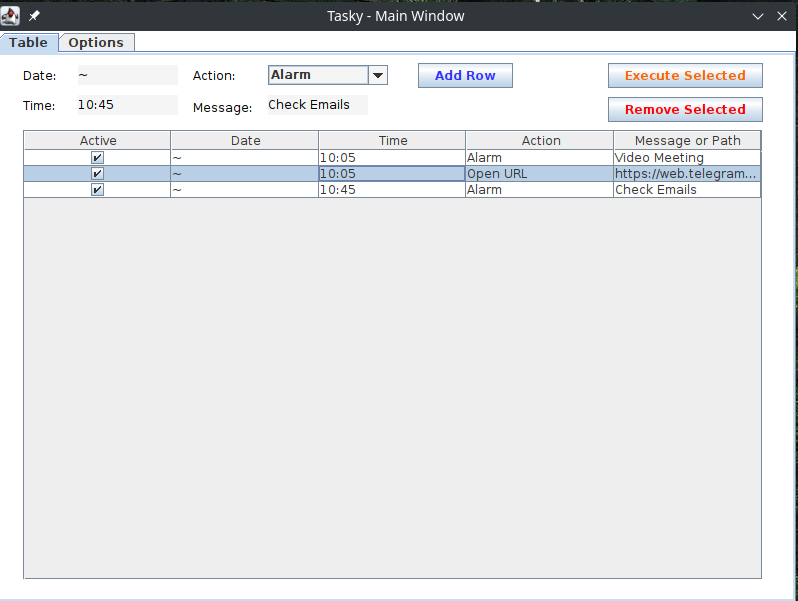 Tasky - Main Window
Table Options
Date: ~ Action: Alarm Add Row Execute Selected
Time: 10:45 Message: Check Emails Remove Selected
Active Date Time Action Message or Path
~ 10:05 Alarm Video Meeting
~ 10:05 Open URL https://web.telegram...
~ 10:45 Alarm Check Emails